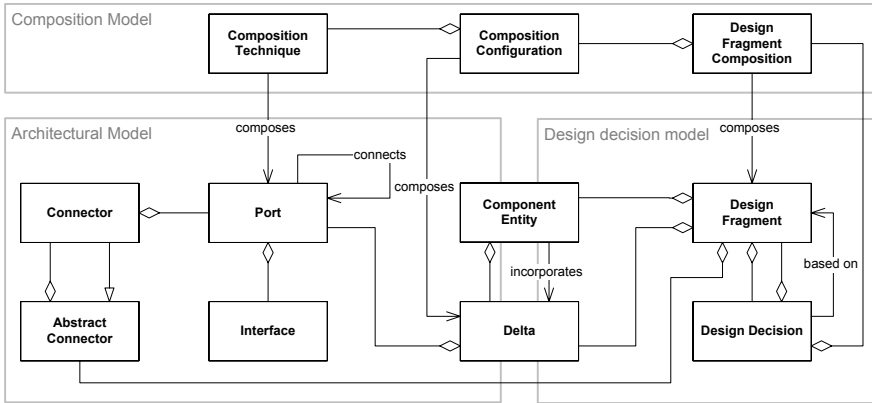 Composition Model
Composition
Technique
Composition
Configuration
Design
Fragment
Composition
composes
composes
Architectural Model
Design decision model
connects
composes
Connector
Port
Component
Entity
Design
Fragment
incorporates
based on
Abstract
Connector
Interface
Delta
Design Decision